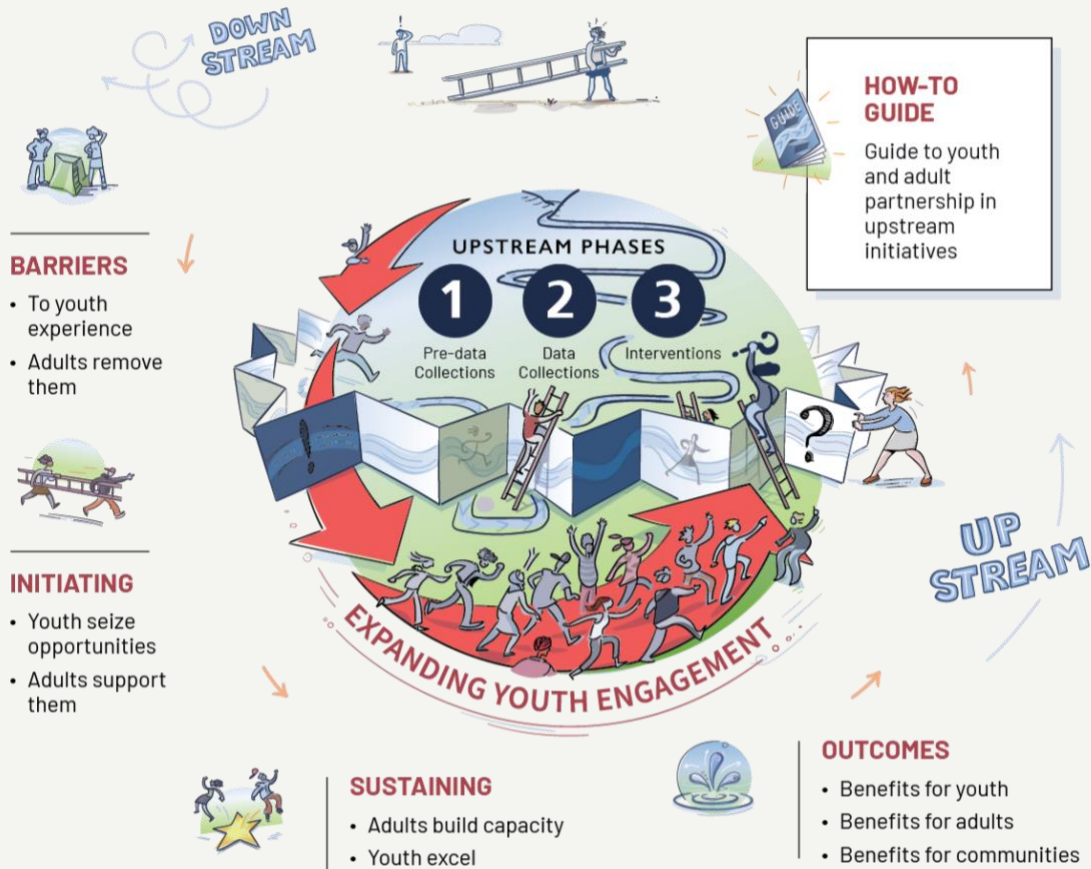 DOWN
STREAM
HOW-TO
GUIDE
GUIDE
Guide to youth
and adult
partnership in
upstream
initiatives
BARRIERS
• To youth
experience
• Adults remove
them
UPSTREAM PHASES
1
2
3
Pre-data
Collections
Data
Collections
Interventions
!
?
INITIATING
• Youth seize
opportunities
• Adults support
them
UP
STREAM
EXPANDING YOUTH ENGAGEMENT
SUSTAINING
• Adults build capacity
• Youth excel
OUTCOMES
• Benefits for youth
• Benefits for adults
• Benefits for communities